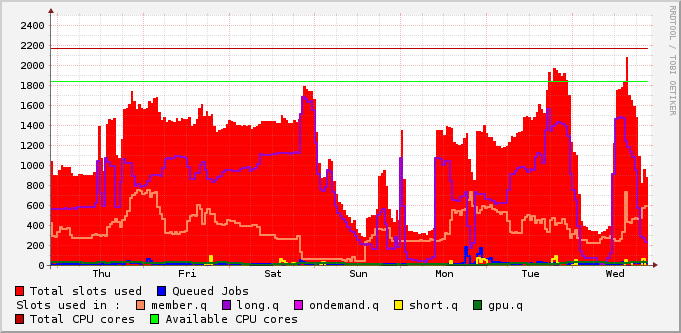 2400
2200
2000
1800
1600
1400
1200
1000
800
600
400
200
0
Thu Fri Sat Sun Mon Tue Wed
RRDTOOL / TOBI OETIKER
Total slots used Queued Jobs
Slots used in : member.q long.q ondemand.q short.q gpu.q
Total CPU cores Available CPU cores